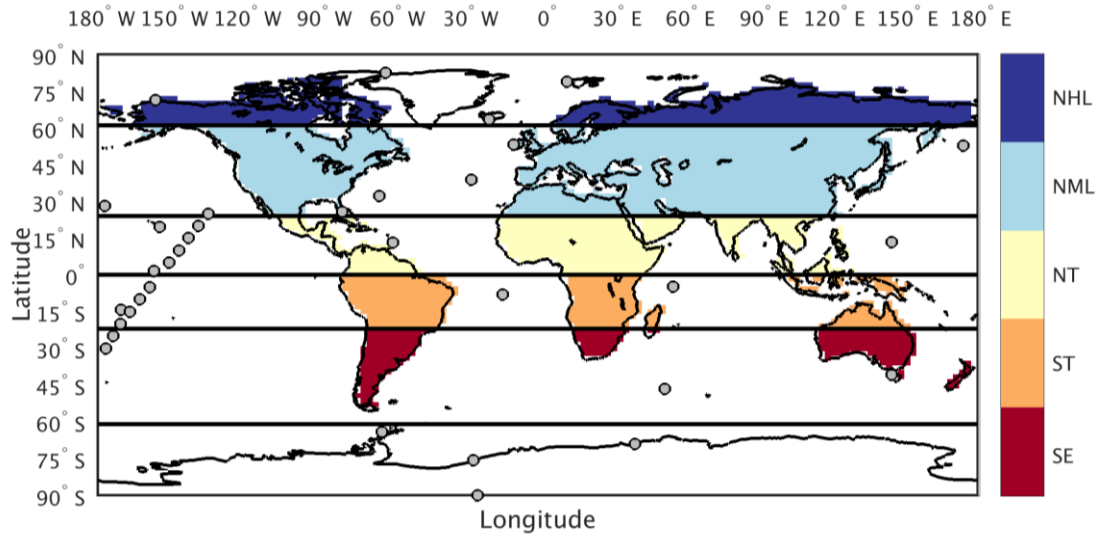 180° W 150° W 120° W 90° W 60° W 30° W 0° 30° E 60° E 90° E 120° E 150° E 180° E
90° N
75° N
60° N
45° N
30° N
15° N
0°
15° S
30° S
45° S
60° S
75° S
90° S
Latitude
Longitude
NHL
NML
NT
ST
SE